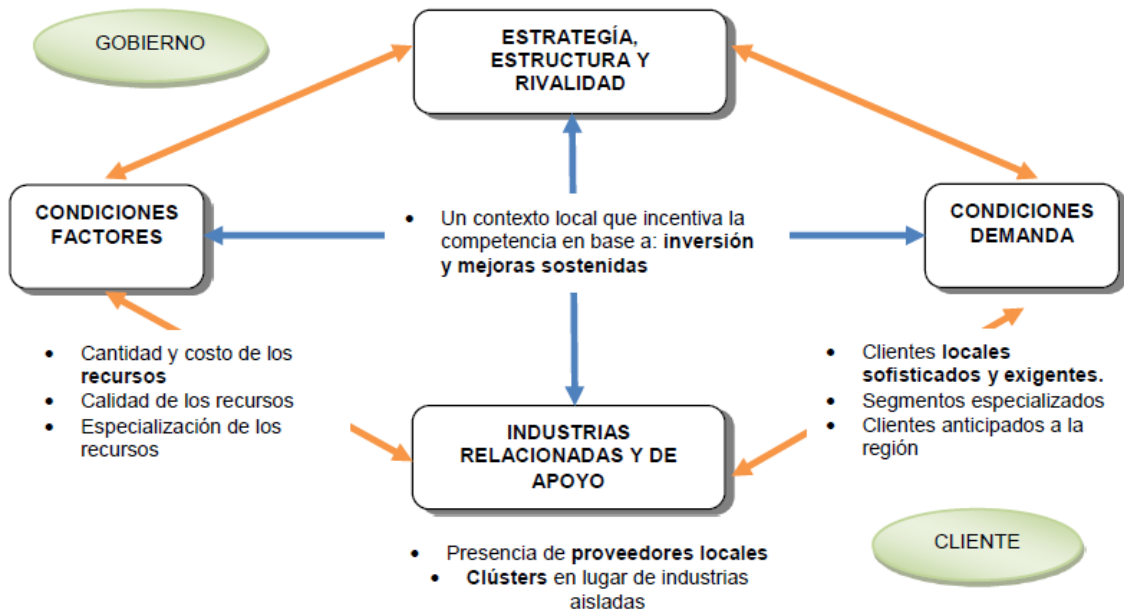 GOBIERNO
ESTRATEGÍA,
ESTRUCTURA Y
RIVALIDAD
CONDICIONES
FACTORES
• Un contexto local que incentiva la
competencia en base a: inversión
y mejoras sostenidas
CONDICIONES
DEMANDA
• Cantidad y costo de los
recursos
• Calidad de los recursos
• Especialización de los
recursos
• Clientes locales
sofisticados y exigentes.
• Segmentos especializados
• Clientes anticipados a la
región
INDUSTRIAS
RELACIONADAS Y DE
APOYO
• Presencia de proveedores locales
• Clústers en lugar de industrias
aisladas
CLIENTE